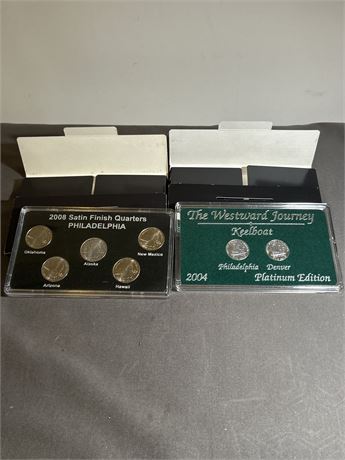 2008 Satin Finish Quarters
PHILADELPHIA
Oklahoma
Alaska
New Mexico
Arizona
Hawaii
The Westward Journey
Keelboat
Philadelphia Denver
2004 Platinum Edition